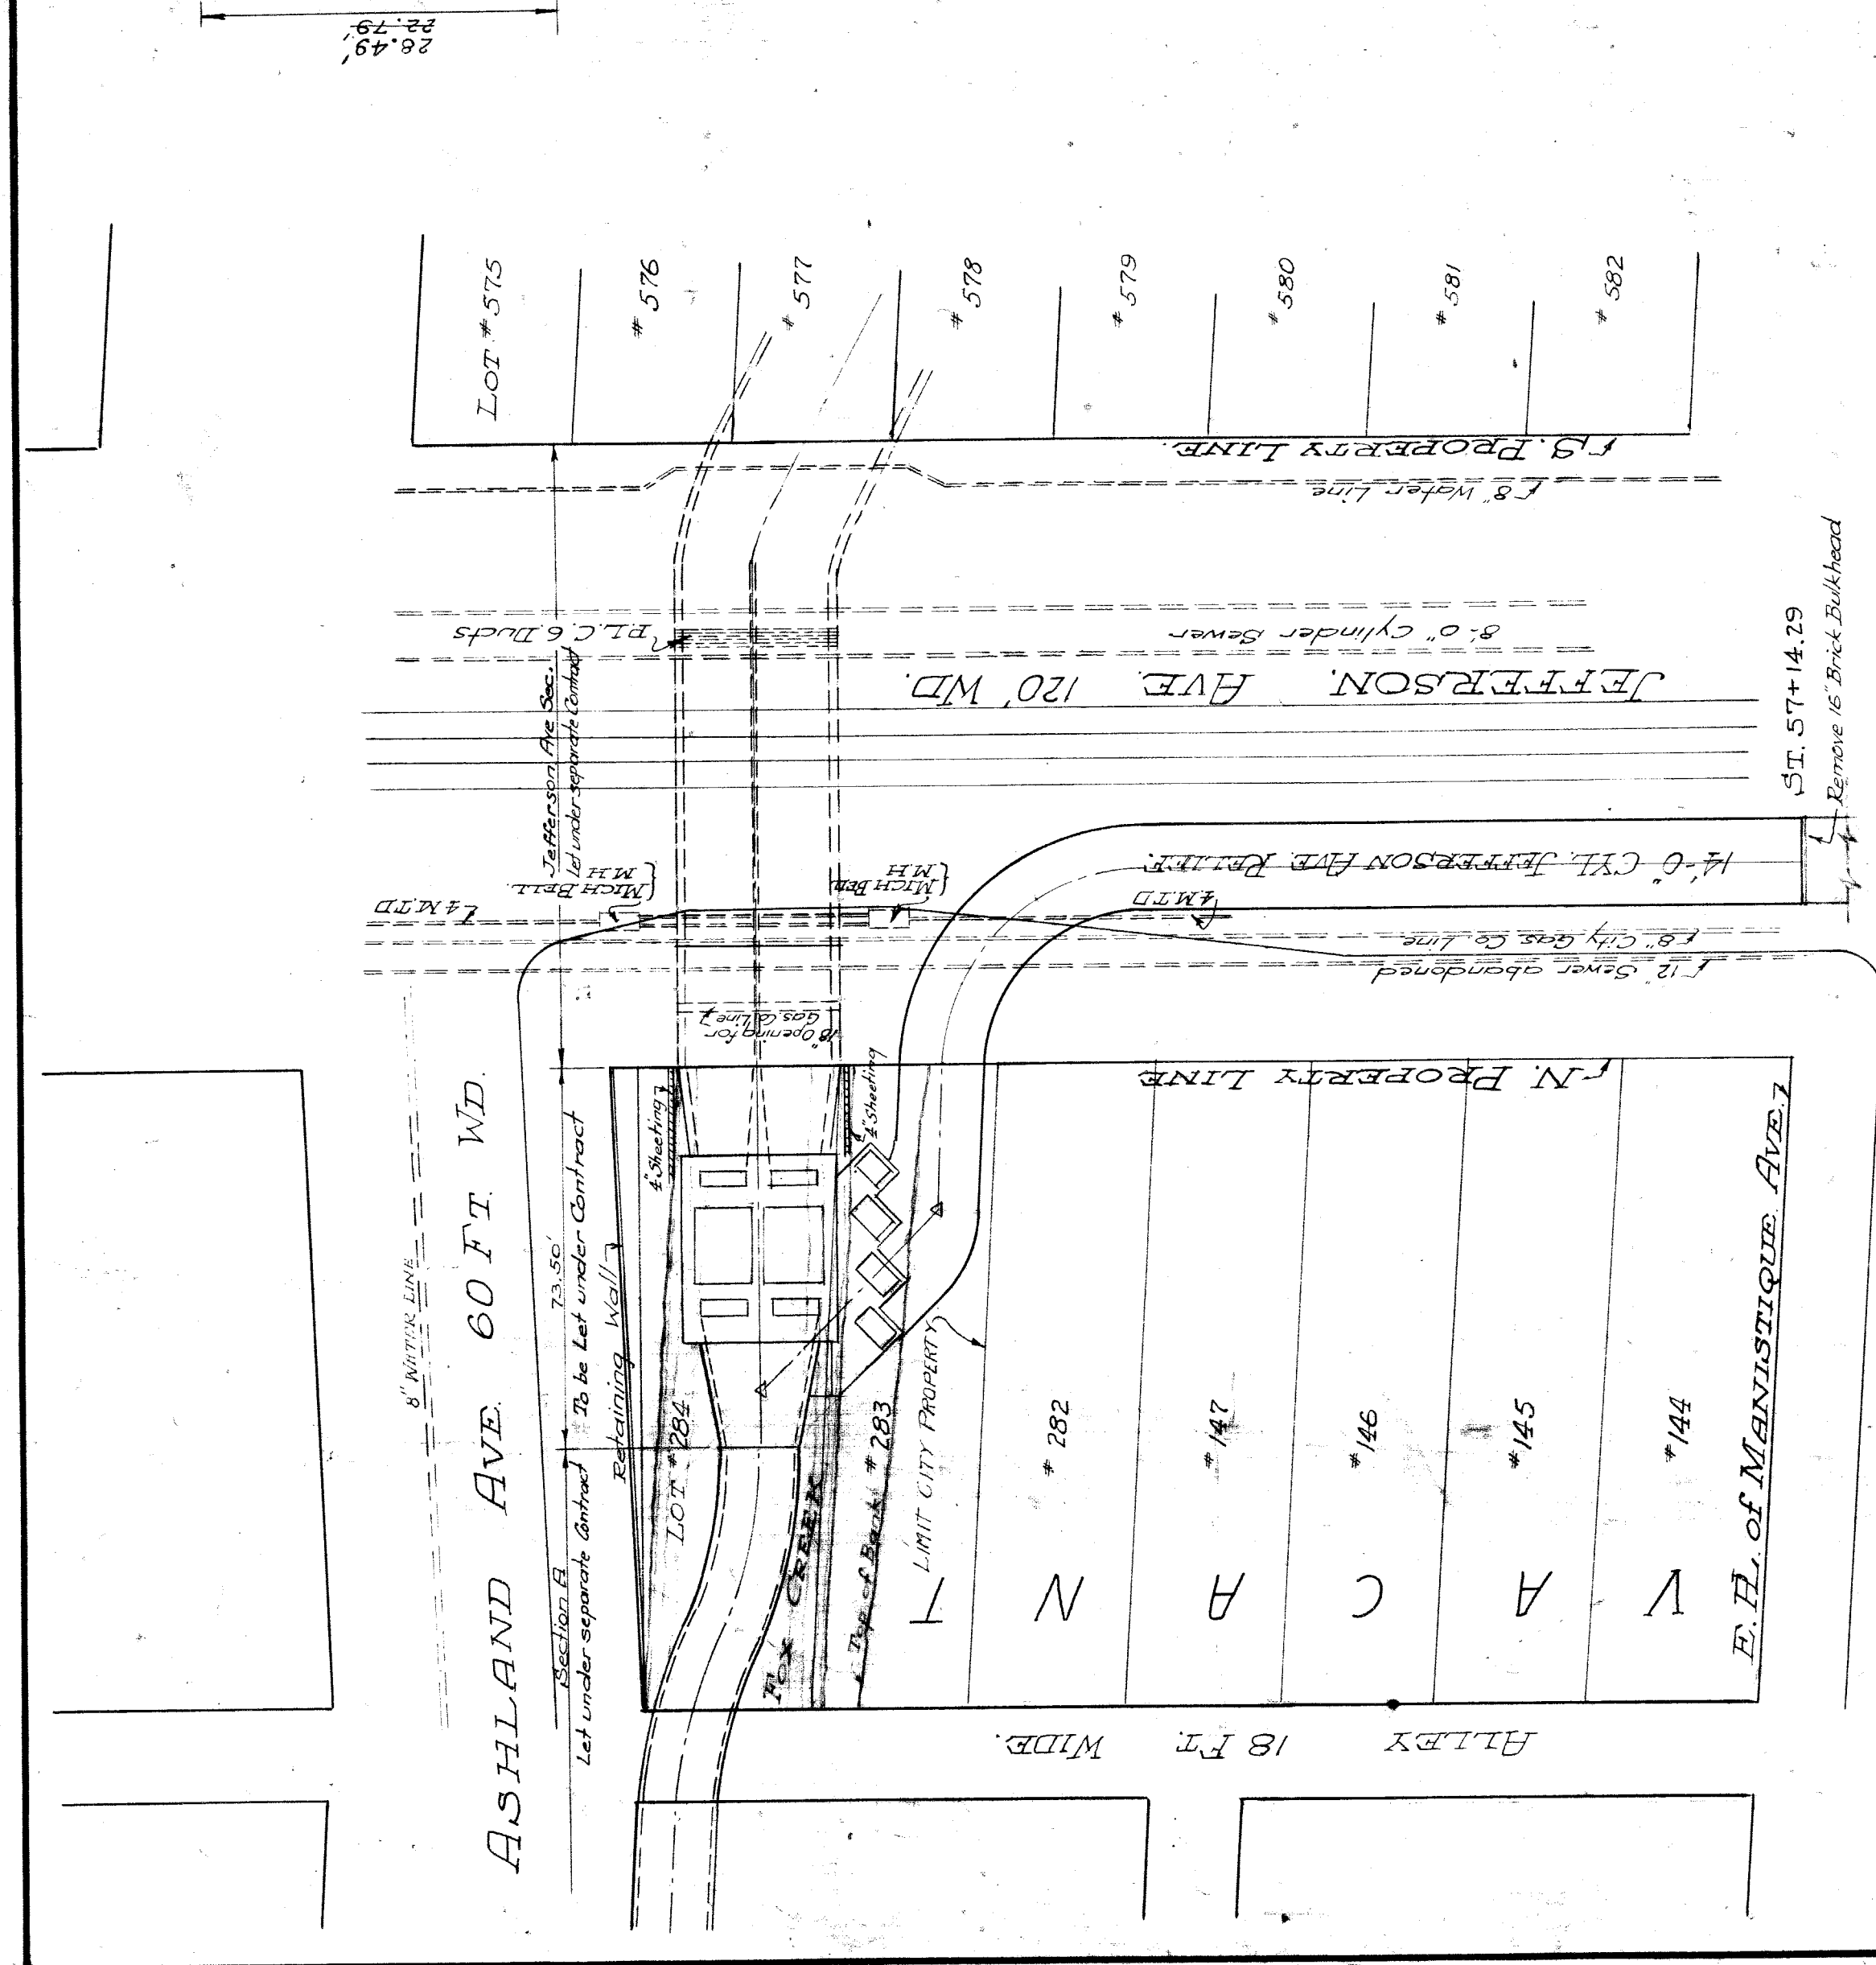 28.49'
22.79'
LOT #575
#576
#577
#578
#579
#580
#581
#582
S. PROPERTY LINE.
8" Water Line
8'-0" Cylinder Sewer
P.L.C. 6 Ducts
JEFFERSON. AVE. 120' WD.
Jefferson Ave Sec.
Let under separate Contract
ST. 57+14.29
Remove 16" Brick Bulkhead
14'-0" CYL. JEFFERSON AVE. RELIEF.
MICH BELL.
M.H
MICH BELL
M.H
4 M.T.D
4 M.T.D
8" City Gas Co. Line
12" Sewer abandoned
18" Opening for
Gas Co Line
N. PROPERTY LINE
4" Sheeting
4" Sheeting
8" WATER LINE
ASHLAND AVE. 60 FT. WD.
73.50'
To be Let under Contract
Retaining Wall
Section A
Let under separate Contract
LOT #284
FOX CREEK
Top of Bank
#283
LIMIT CITY PROPERTY
#282
#147
#146
#145
#144
VACANT
E. H. of MANISTIQUE. AVE.
ALLEY 18 FT. WIDE.